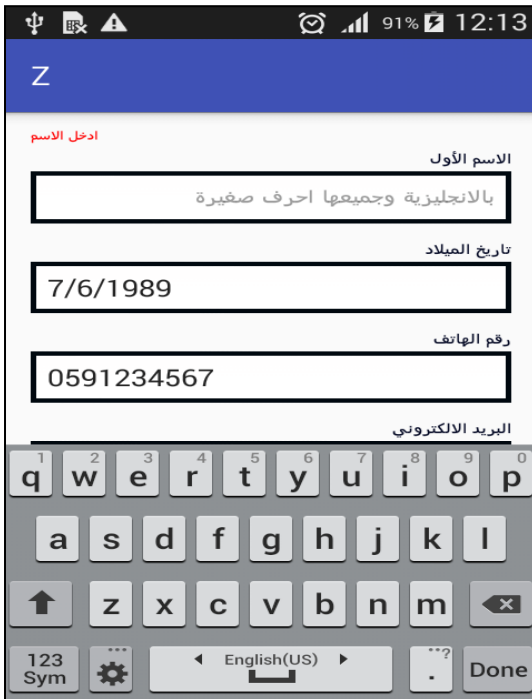 91% 12:13
Z
ادخل الاسم
الاسم الأول
بالانجليزية وجميعها احرف صغيرة
تاريخ الميلاد
7/6/1989
رقم الهاتف
0591234567
البريد الالكتروني
1 2 3 4 5 6 7 8 9 0
q w e r t y u i o p
a s d f g h j k l
z x c v b n m
123 Sym English(US) . ? Done